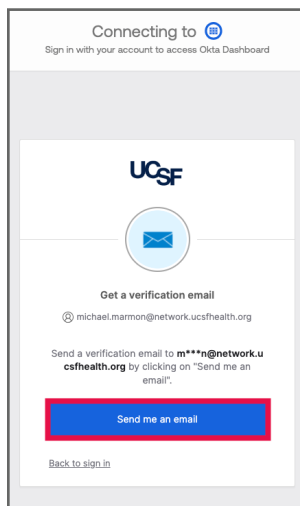 Connecting to
Sign in with your account to access Okta Dashboard
UCSF
Get a verification email
michael.marmon@network.ucsfhealth.org
Send a verification email to m***n@network.u
csfhealth.org by clicking on "Send me an
email".
Send me an email
Back to sign in